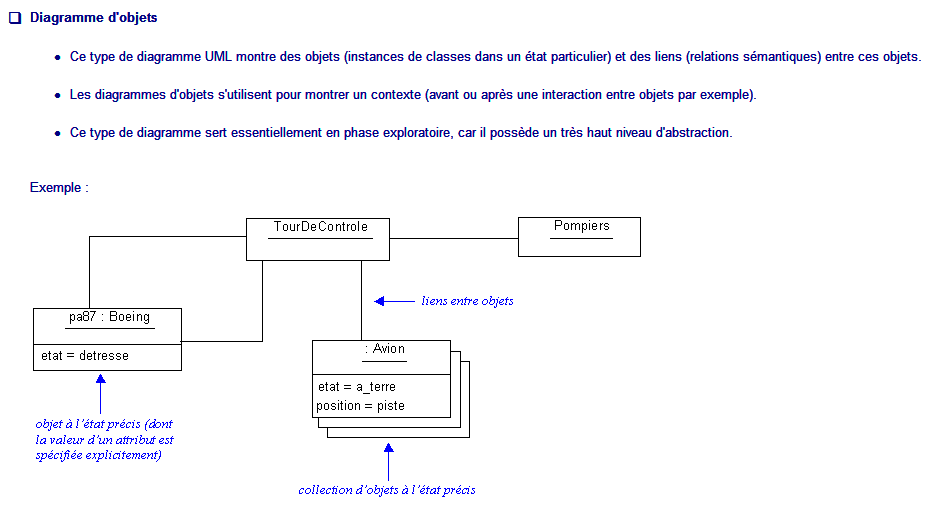 Diagramme d'objets
Ce type de diagramme UML montre des objets (instances de classes dans un état particulier) et des liens (relations sémantiques) entre ces objets.
Les diagrammes d'objets s'utilisent pour montrer un contexte (avant ou après une interaction entre objets par exemple).
Ce type de diagramme sert essentiellement en phase exploratoire, car il possède un très haut niveau d'abstraction.
Exemple :
TourDeControle
Pompiers
liens entre objets
pa87 : Boeing
etat = detresse
: Avion
etat = a_terre
position = piste
objet à l'état précis (dont
la valeur d'un attribut est
spécifiée explicitement)
collection d'objets à l'état précis